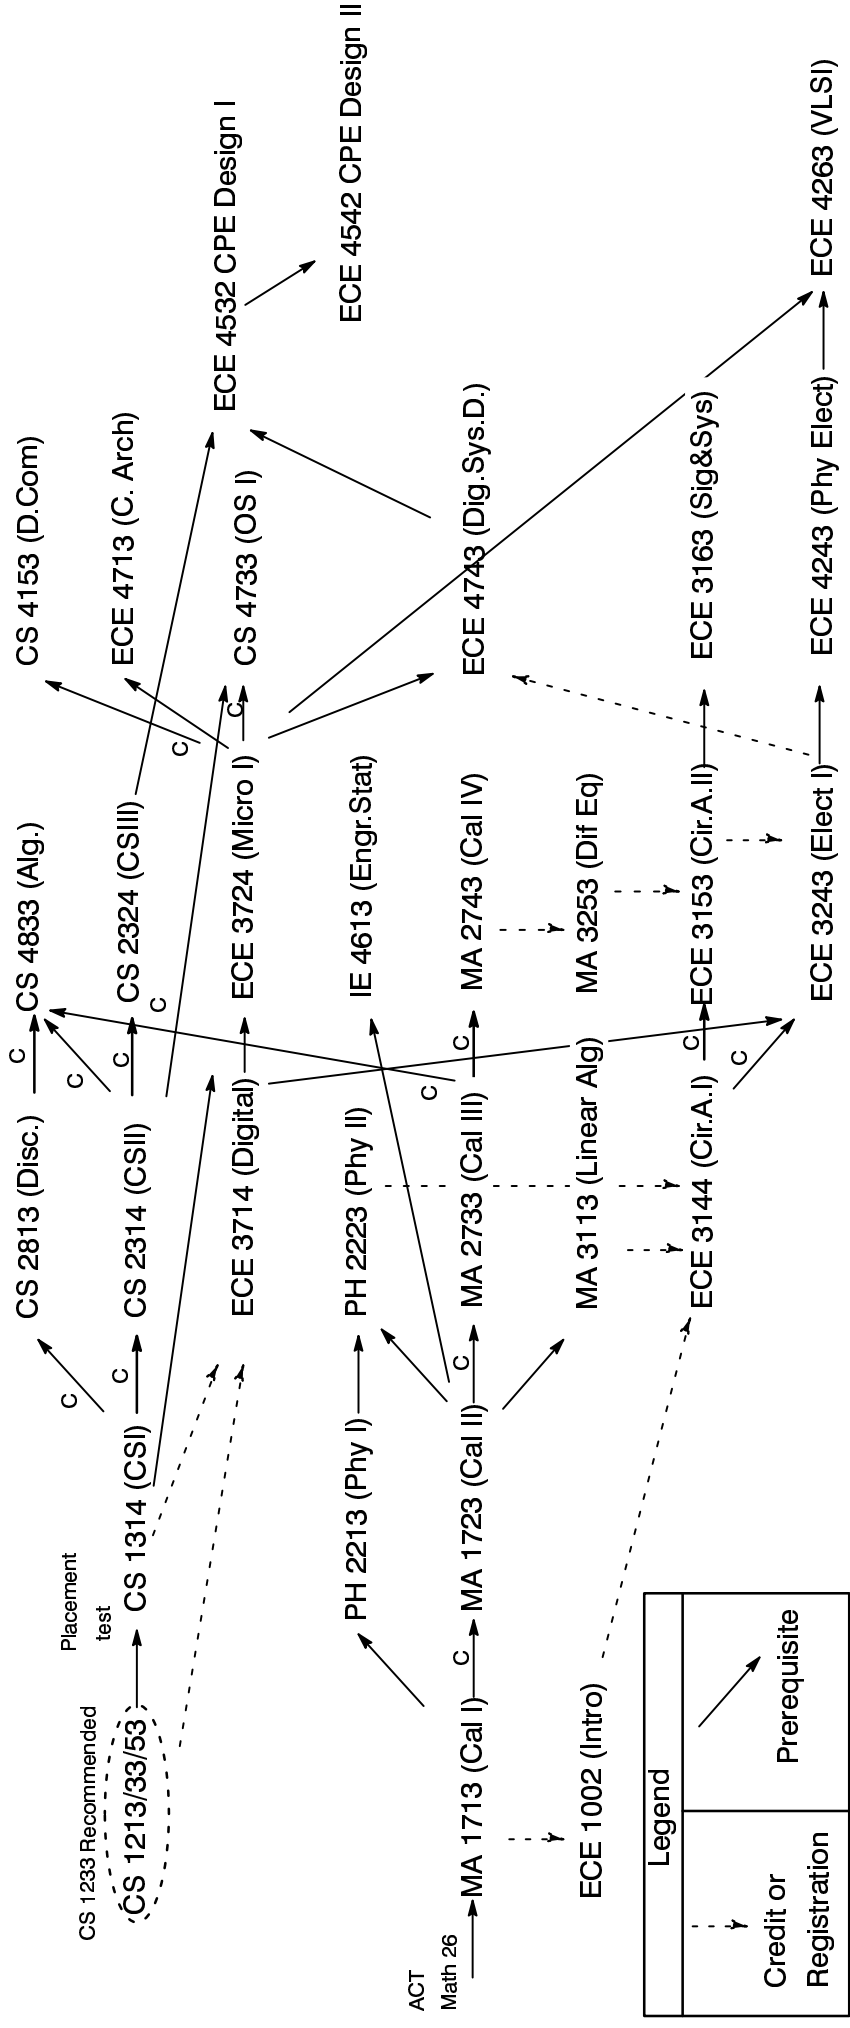 CS 1233 Recommended
CS 1213/33/53
Placement
test
CS 1314 (CSI)
CS 2813 (Disc.)
C
C
CS 4833 (Alg.)
CS 4153 (D.Com)
C
C
CS 2314 (CSII)
C
C
CS 2324 (CSIII)
C
ECE 4713 (C. Arch)
C
ECE 3714 (Digital)
ECE 3724 (Micro I)
C
CS 4733 (OS I)
ECE 4532 CPE Design I
ECE 4542 CPE Design II
PH 2213 (Phy I)
PH 2223 (Phy II)
IE 4613 (Engr.Stat)
ACT
Math 26
MA 1713 (Cal I)
C
MA 1723 (Cal II)
C
MA 2733 (Cal III)
C
C
MA 2743 (Cal IV)
ECE 4743 (Dig.Sys.D.)
ECE 1002 (Intro)
MA 3113 (Linear Alg)
MA 3253 (Dif Eq)
ECE 3144 (Cir.A.I)
C
C
ECE 3153 (Cir.A.II)
ECE 3163 (Sig&Sys)
ECE 3243 (Elect I)
ECE 4243 (Phy Elect)
ECE 4263 (VLSI)
Legend
Credit or
Registration
Prerequisite